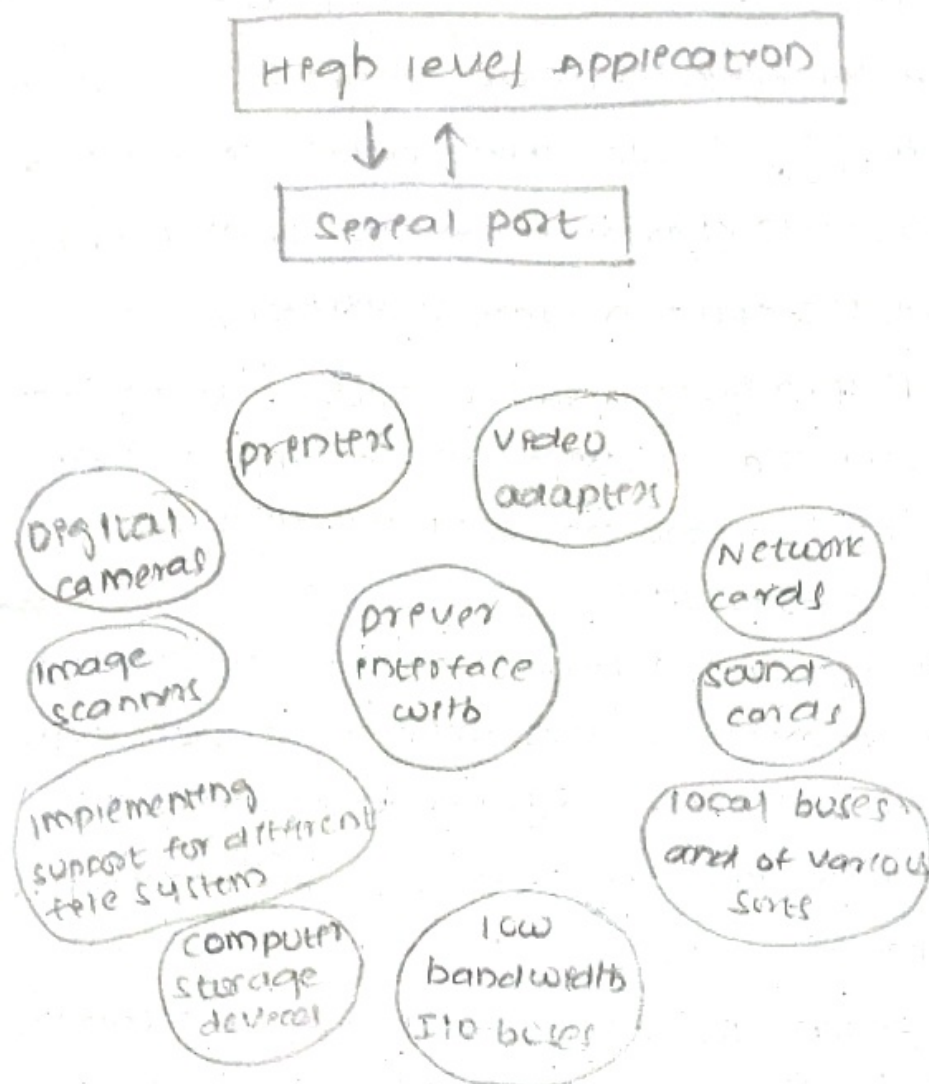 High level Application
Sereal port
printers
Video
adapters
Digital
cameras
Network
cards
Image
scanners
Driver
interface
with
sound
cards
Implementing
support for different
file system
local buses
and of various
sorts
computer
storage
devices
low
bandwidth
I/O buses